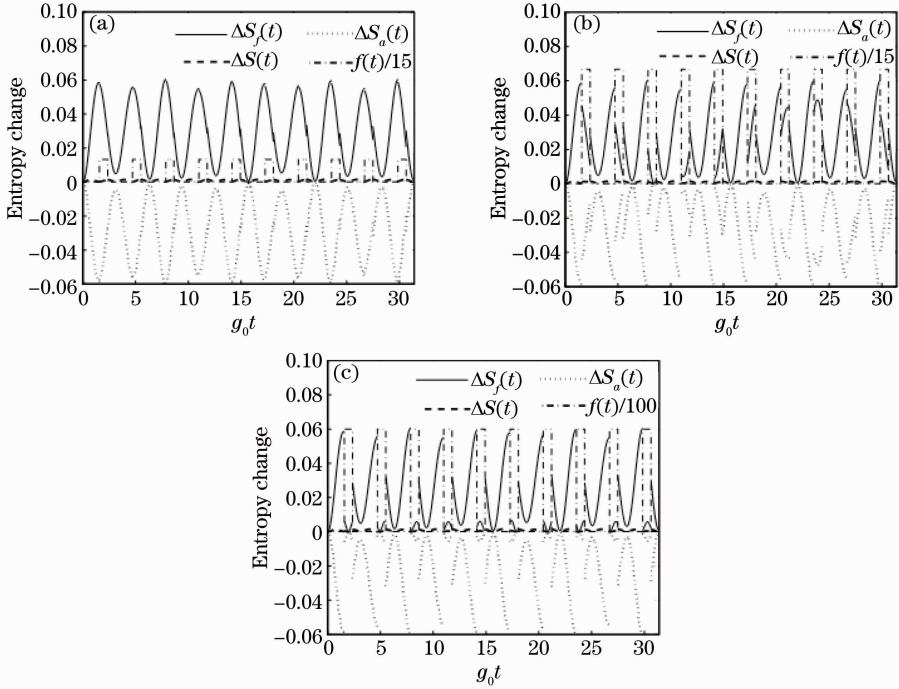 (a)
ΔS_f(t)
ΔS_a(t)
ΔS(t)
f(t)/15
Entropy change
0.10
0.08
0.06
0.04
0.02
0
−0.02
−0.04
−0.06
0 5 10 15 20 25 30
g₀t
(b)
ΔS_f(t)
ΔS_a(t)
ΔS(t)
f(t)/15
Entropy change
0.10
0.08
0.06
0.04
0.02
0
−0.02
−0.04
−0.06
0 5 10 15 20 25 30
g₀t
(c)
ΔS_f(t)
ΔS_a(t)
ΔS(t)
f(t)/100
Entropy change
0.10
0.08
0.06
0.04
0.02
0
−0.02
−0.04
−0.06
0 5 10 15 20 25 30
g₀t